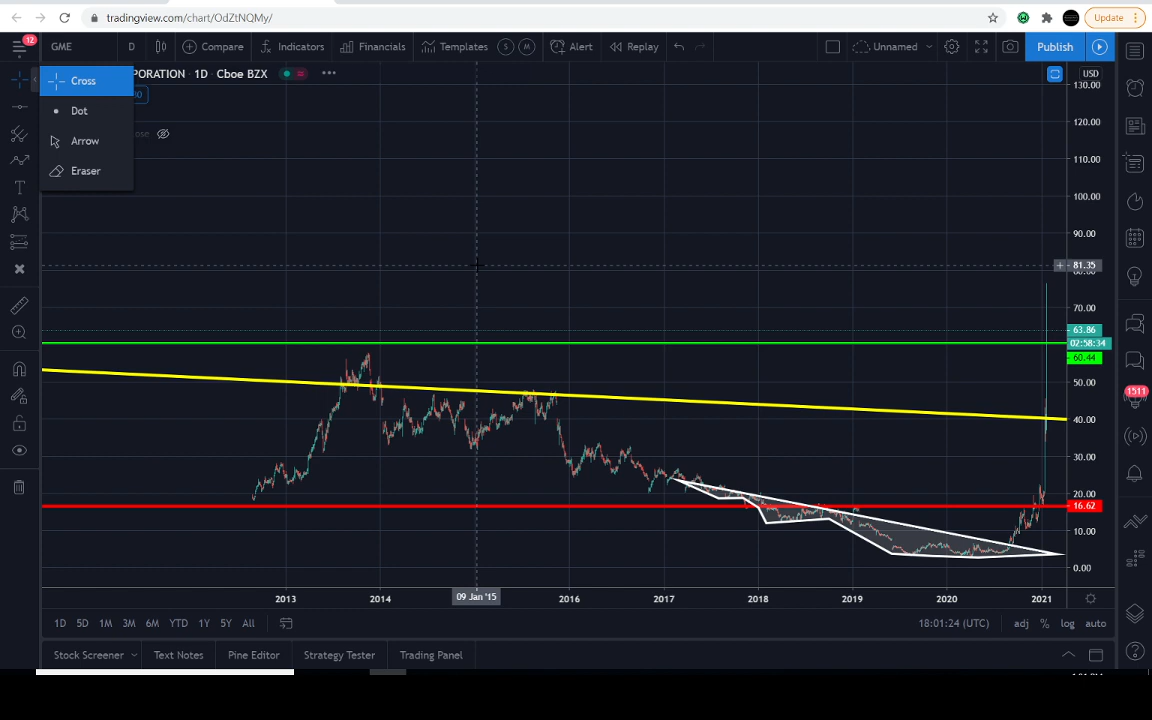 tradingview.com/chart/OdZtNQMy/
Update
12
GME
D
Compare
Indicators
Financials
Templates
S
M
Alert
Replay
Unnamed
Publish
Cross
Dot
Arrow
Eraser
PORATION · 1D · Cboe BZX
USD
130.00
120.00
110.00
100.00
90.00
81.35
80.00
70.00
63.86
02:58:34
60.44
50.00
40.00
30.00
20.00
16.62
10.00
0.00
1511
2013
2014
09 Jan '15
2016
2017
2018
2019
2020
2021
1D
5D
1M
3M
6M
YTD
1Y
5Y
All
18:01:24 (UTC)
adj
%
log
auto
Stock Screener
Text Notes
Pine Editor
Strategy Tester
Trading Panel